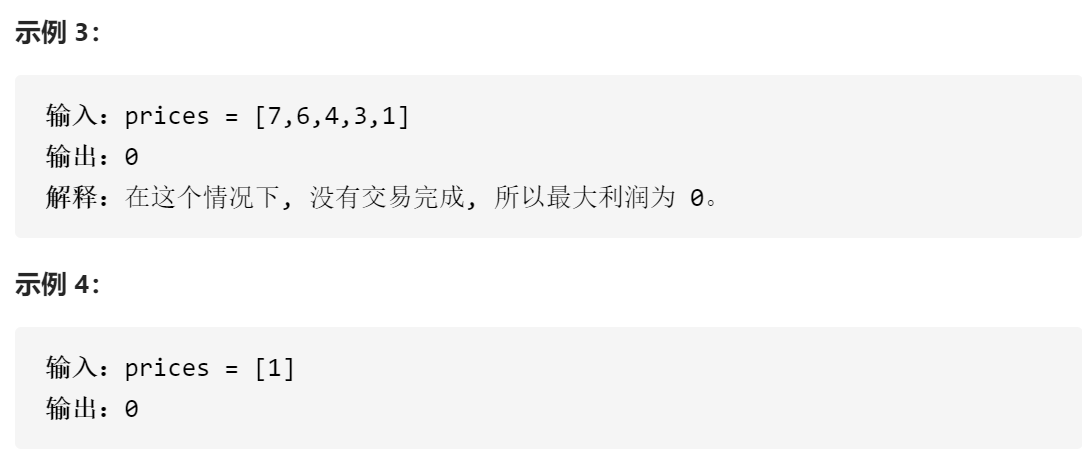 示例 3：
输入：prices = [7,6,4,3,1]
输出：0
解释：在这个情况下, 没有交易完成, 所以最大利润为 0。
示例 4：
输入：prices = [1]
输出：0